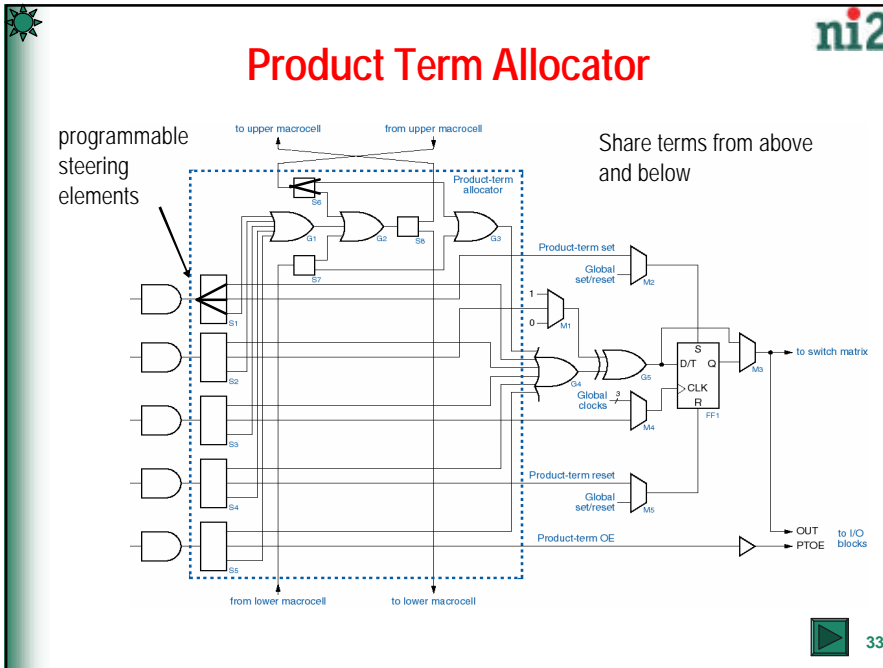 ni2
Product Term Allocator
programmable
steering
elements
to upper macrocell
from upper macrocell
Share terms from above
and below
Product-term
allocator
S6
G1
G2
S8
G3
S7
Product-term set
Global
set/reset
M2
S1
1
0
M1
S2
G4
G5
S
D/T Q
CLK
R
FF1
M3
to switch matrix
Global
clocks
3
M4
S3
Product-term reset
Global
set/reset
M5
S4
Product-term OE
S5
OUT
PTOE
to I/O
blocks
from lower macrocell
to lower macrocell
33